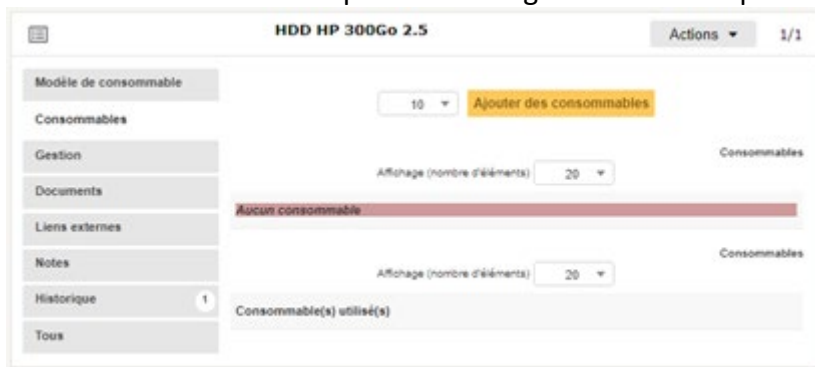 HDD HP 300Go 2.5
Actions
1/1
Modèle de consommable
Consommables
Gestion
Documents
Liens externes
Notes
Historique 1
Tous
10 Ajouter des consommables
Consommables
Affichage (nombre d'éléments) 20
Aucun consommable
Consommables
Affichage (nombre d'éléments) 20
Consommable(s) utilisé(s)